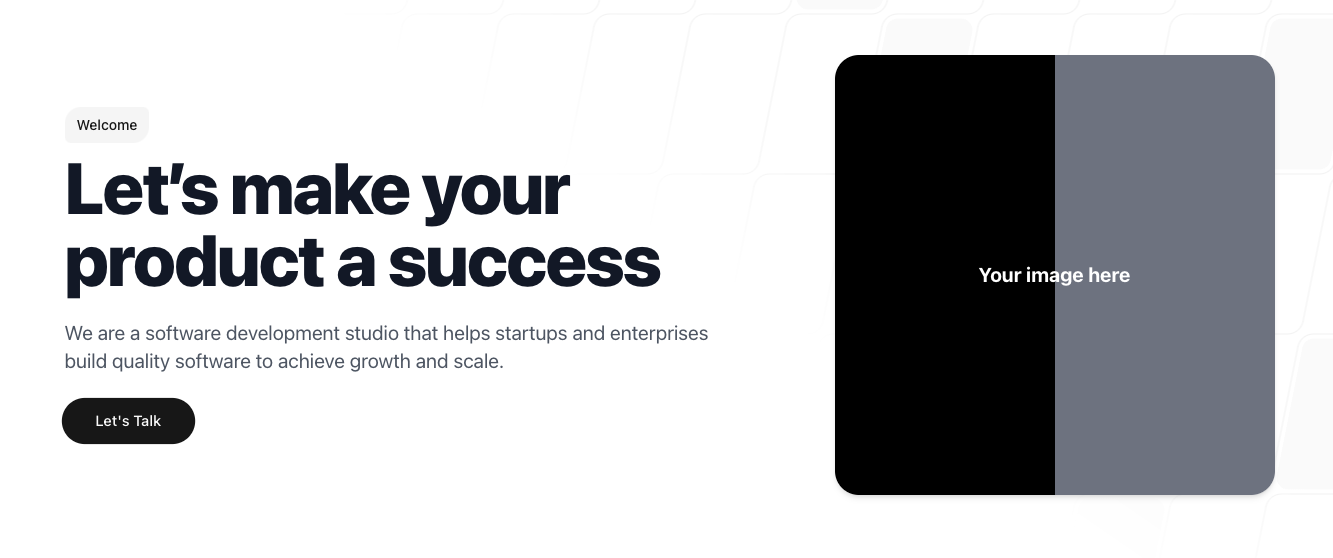 Welcome
Let’s make your
product a success
We are a software development studio that helps startups and enterprises
build quality software to achieve growth and scale.
Let's Talk
Your image here